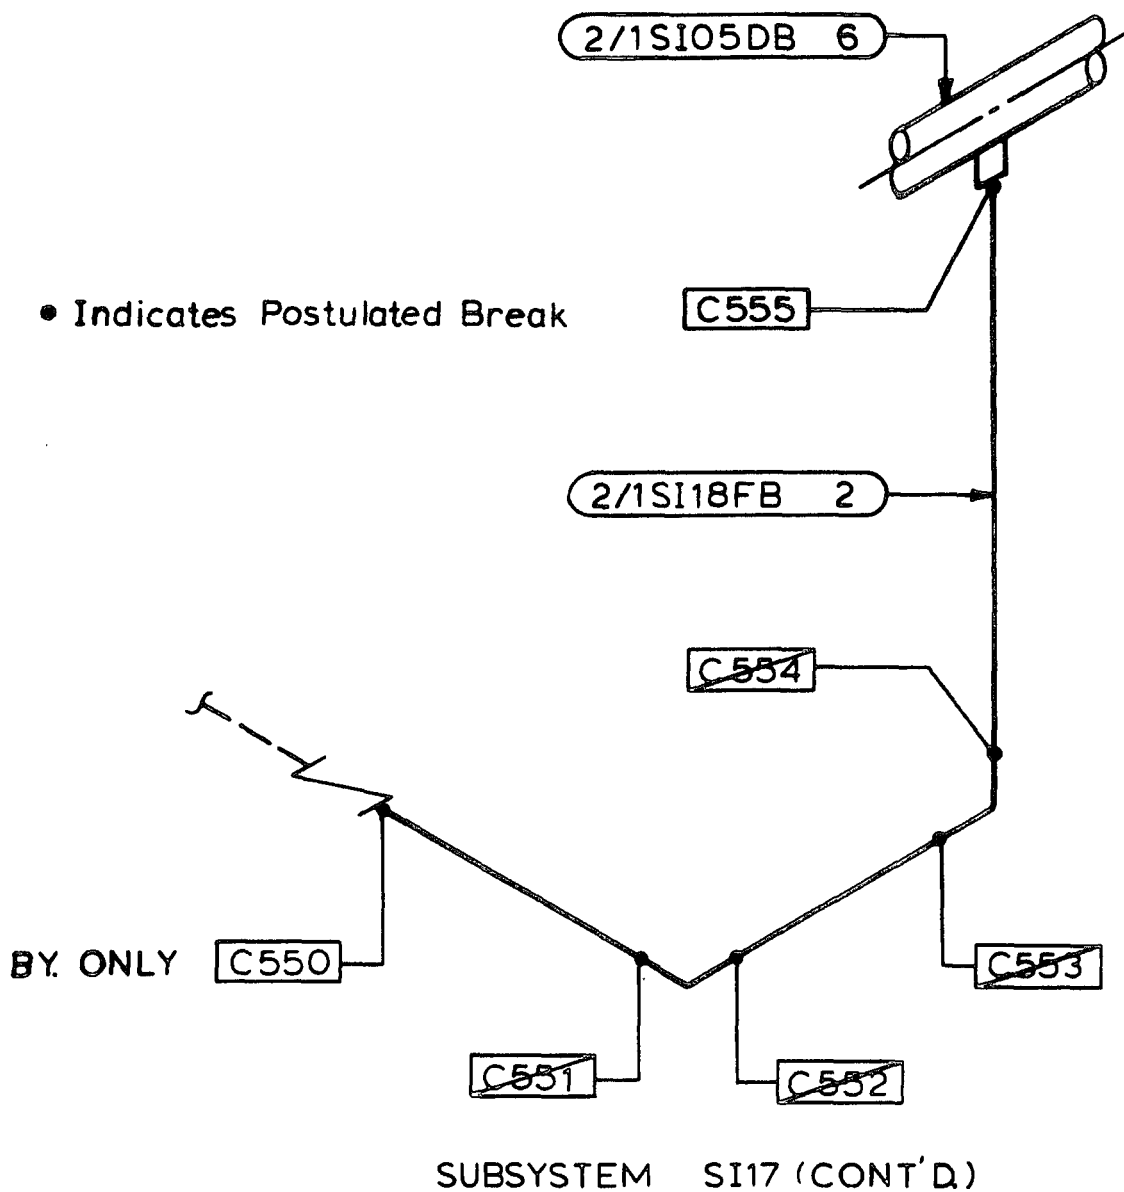 2/1SI05DB 6
• Indicates Postulated Break
C555
2/1SI18FB 2
C554
BY. ONLY
C550
C553
C551
C552
SUBSYSTEM SI17 (CONT'D.)